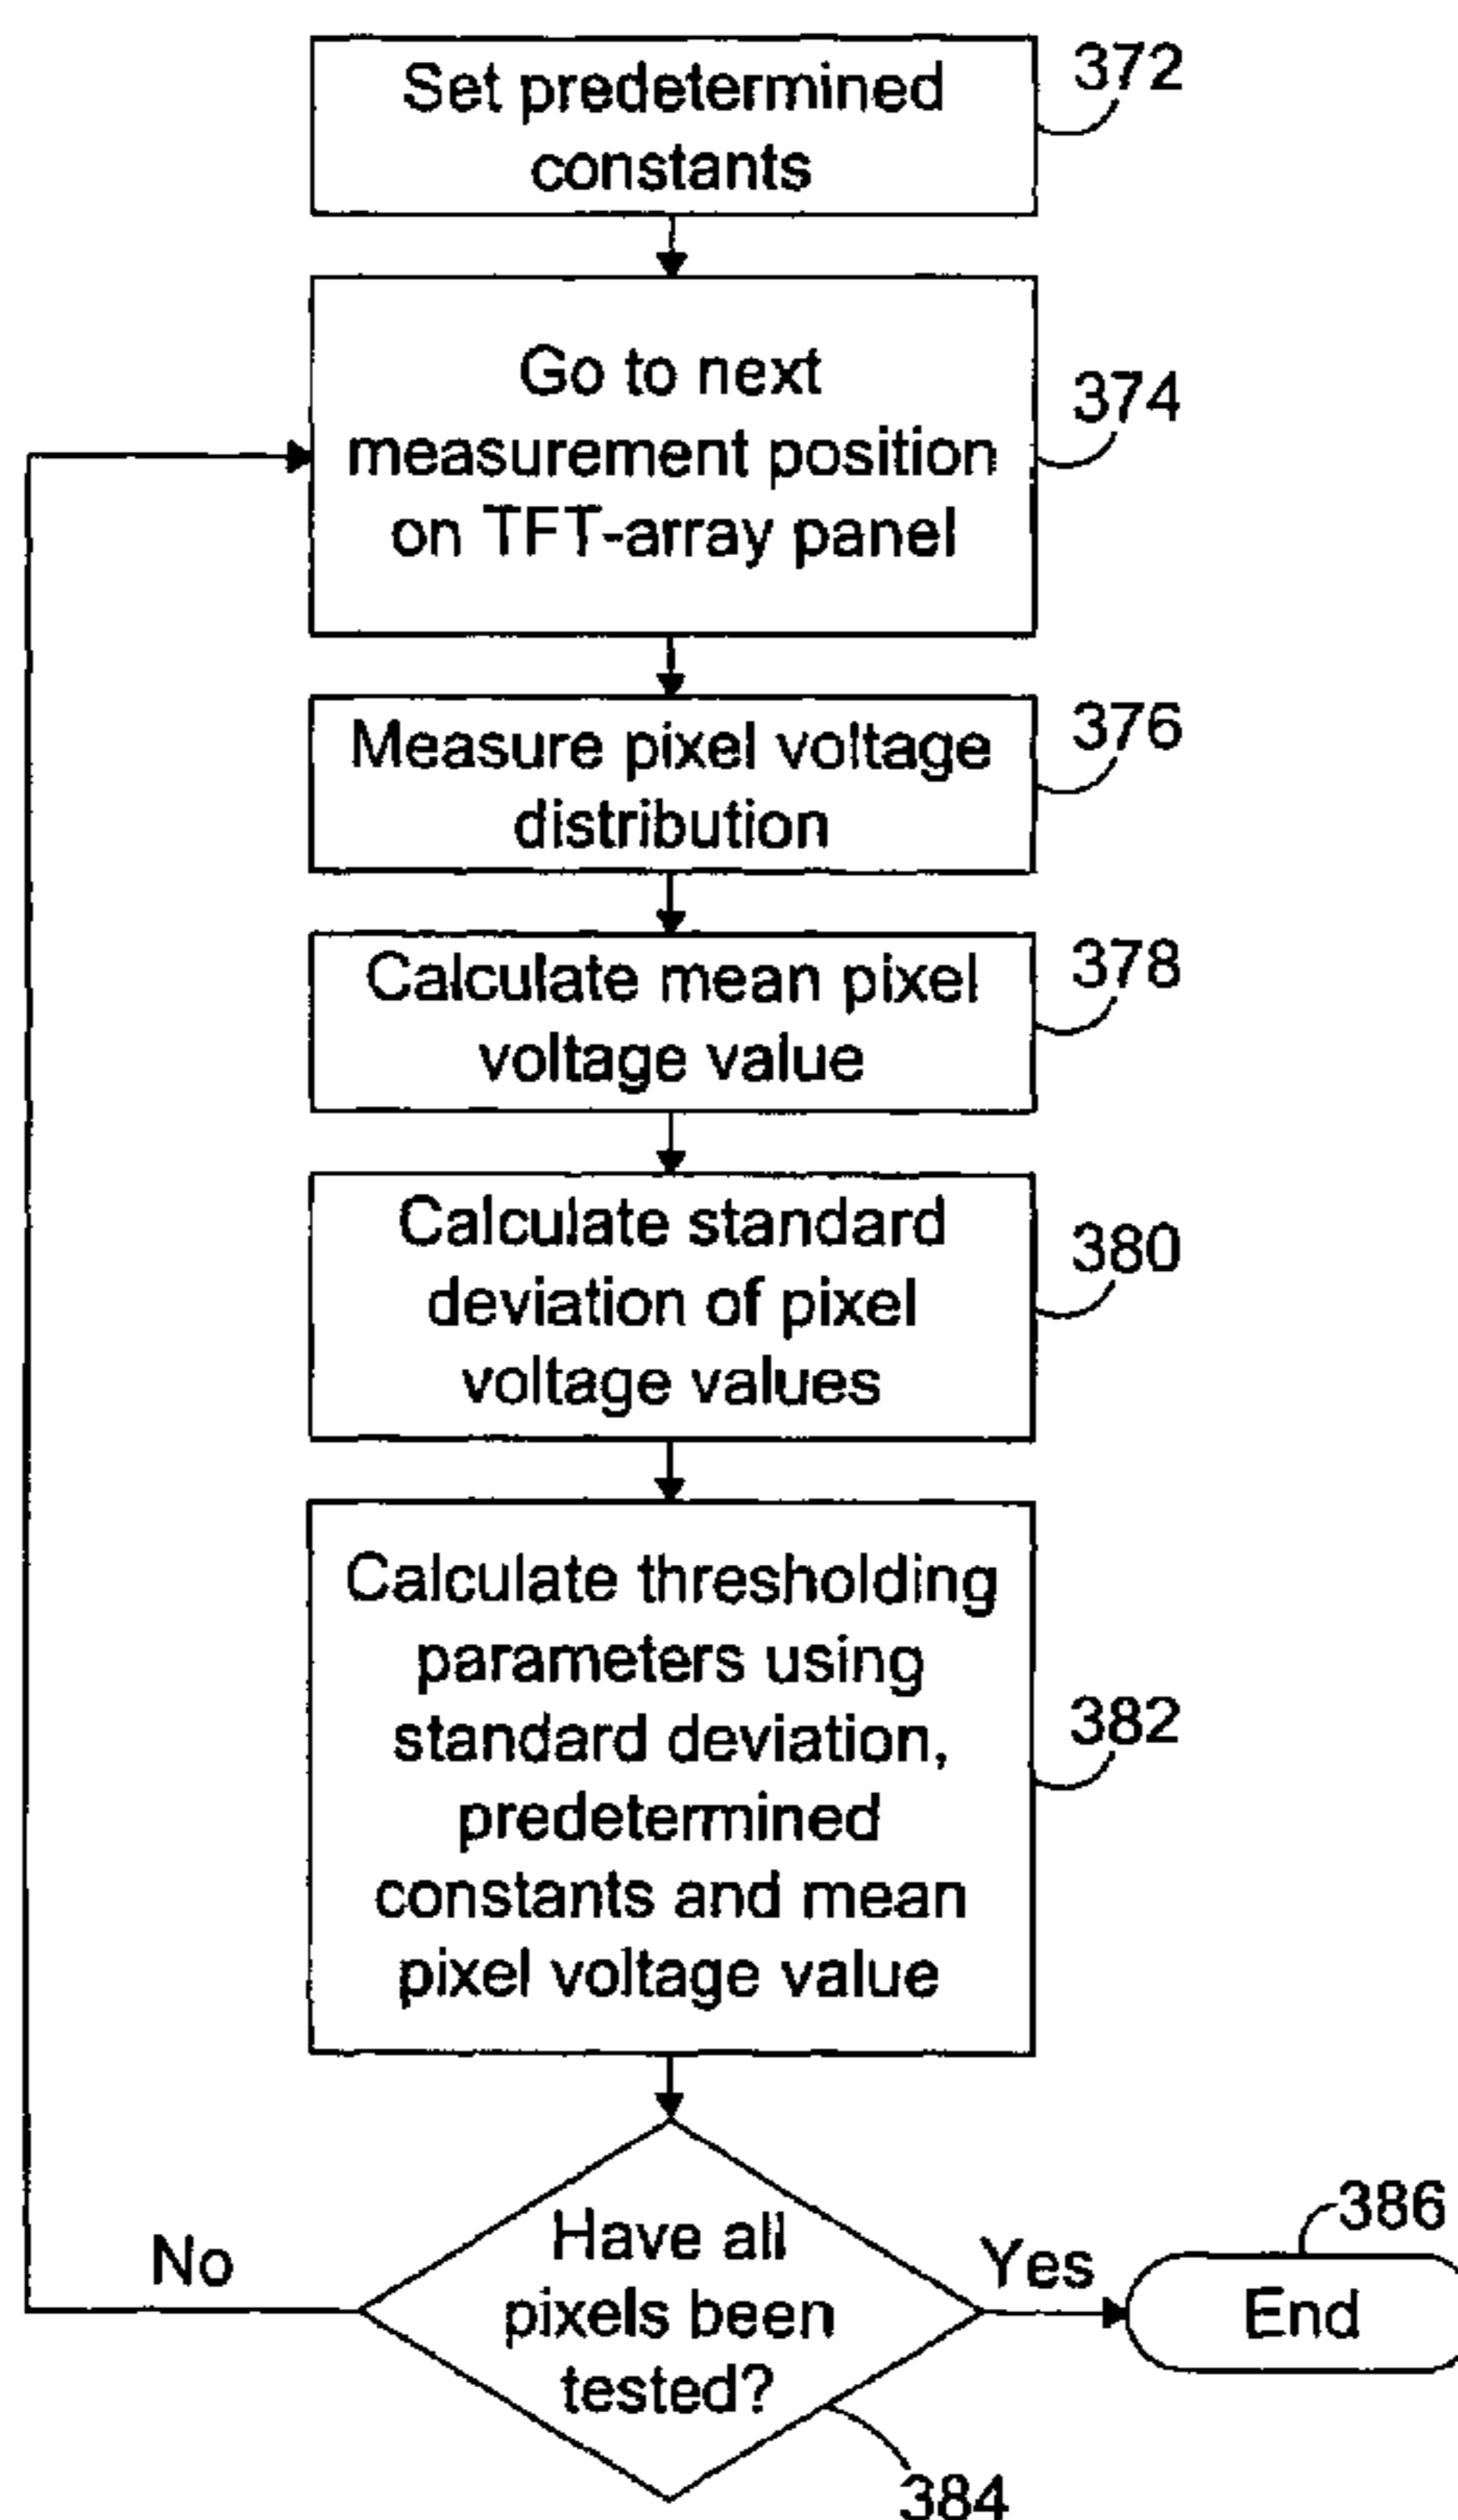 Set predetermined
constants
372
Go to next
measurement position
on TFT-array panel
374
Measure pixel voltage
distribution
376
Calculate mean pixel
voltage value
378
Calculate standard
deviation of pixel
voltage values
380
Calculate thresholding
parameters using
standard deviation,
predetermined
constants and mean
pixel voltage value
382
Have all
pixels been
tested?
384
No
Yes
End
386